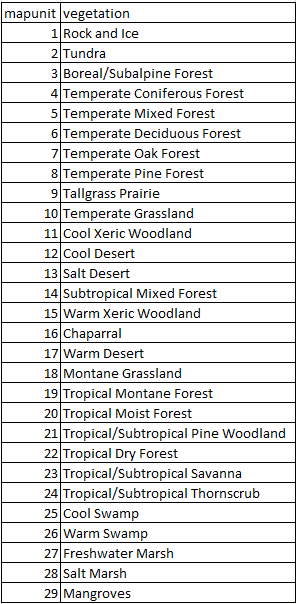 mapunit vegetation
1 Rock and Ice
2 Tundra
3 Boreal/Subalpine Forest
4 Temperate Coniferous Forest
5 Temperate Mixed Forest
6 Temperate Deciduous Forest
7 Temperate Oak Forest
8 Temperate Pine Forest
9 Tallgrass Prairie
10 Temperate Grassland
11 Cool Xeric Woodland
12 Cool Desert
13 Salt Desert
14 Subtropical Mixed Forest
15 Warm Xeric Woodland
16 Chaparral
17 Warm Desert
18 Montane Grassland
19 Tropical Montane Forest
20 Tropical Moist Forest
21 Tropical/Subtropical Pine Woodland
22 Tropical Dry Forest
23 Tropical/Subtropical Savanna
24 Tropical/Subtropical Thornscrub
25 Cool Swamp
26 Warm Swamp
27 Freshwater Marsh
28 Salt Marsh
29 Mangroves